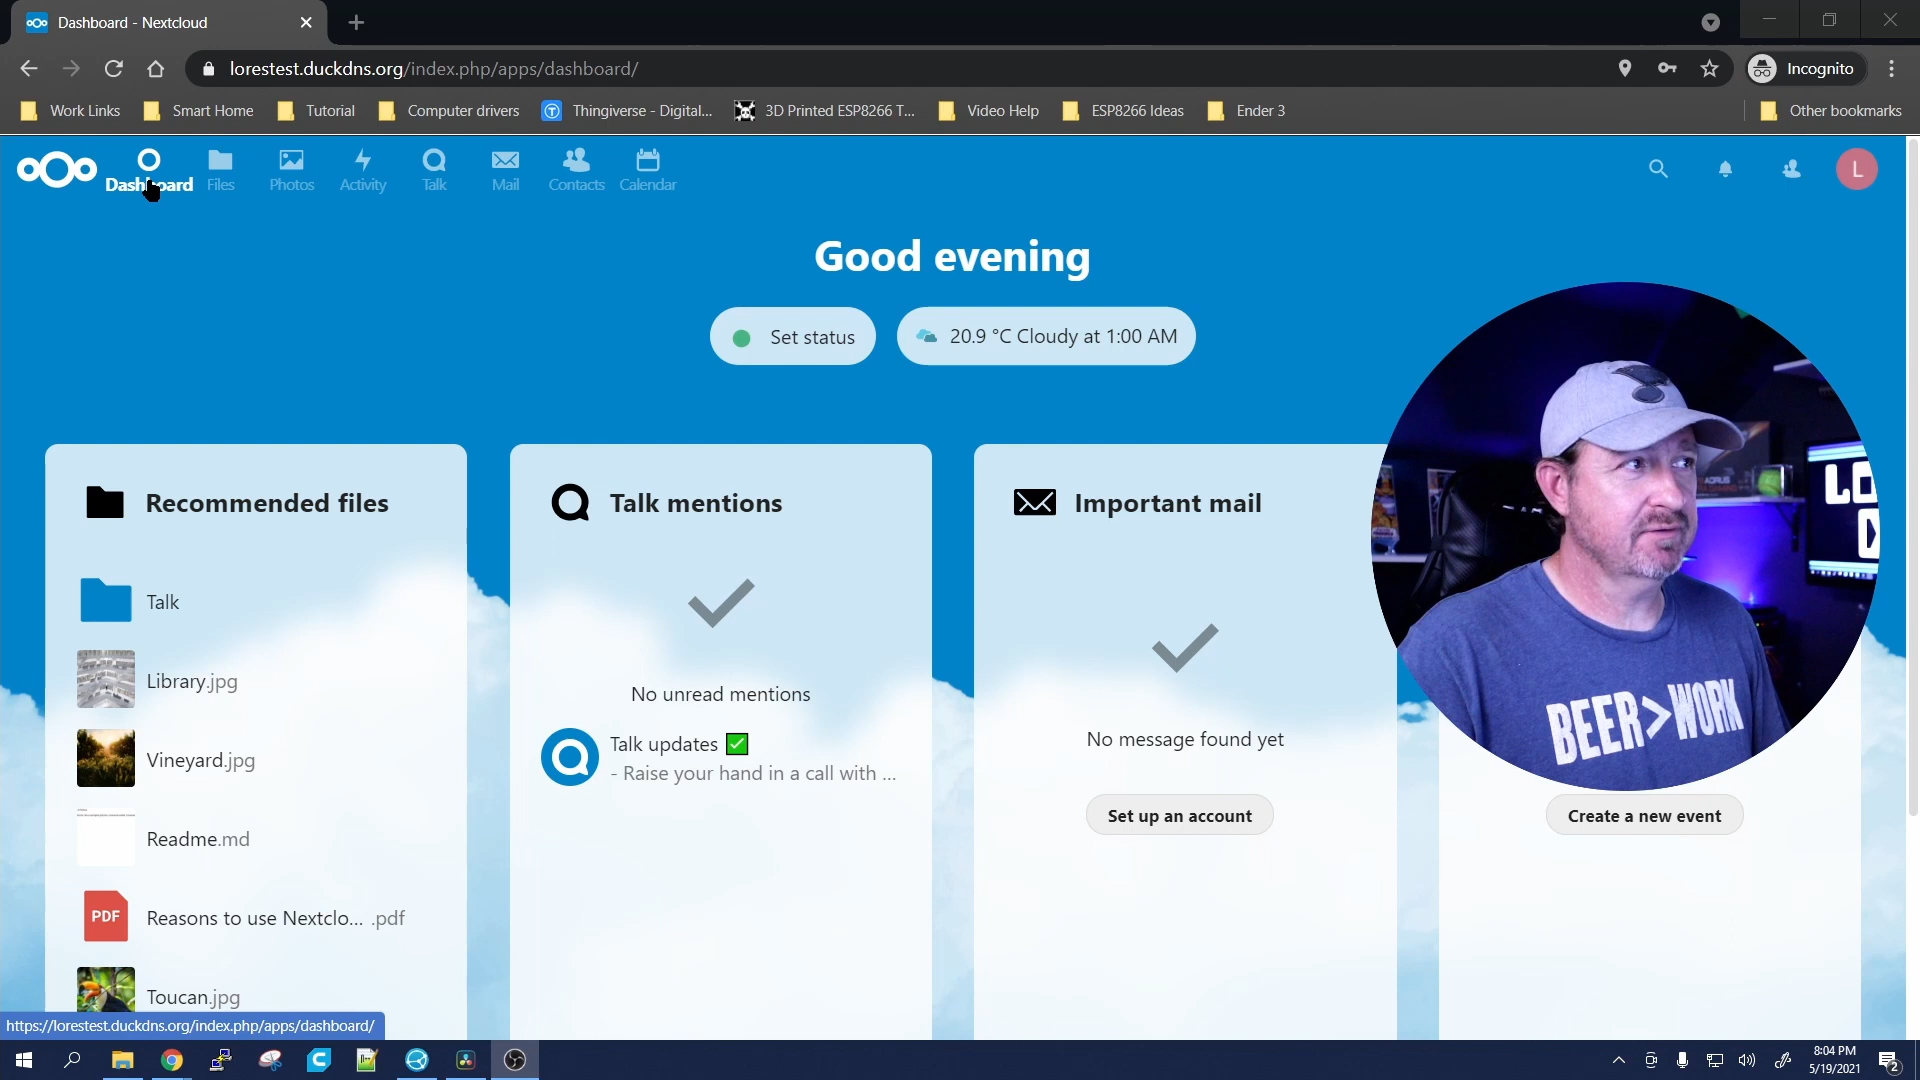 Dashboard - Nextcloud
lorestest.duckdns.org/index.php/apps/dashboard/
Incognito
Work Links
Smart Home
Tutorial
Computer drivers
Thingiverse - Digital...
3D Printed ESP8266 T...
Video Help
ESP8266 Ideas
Ender 3
Other bookmarks
Dashboard
Files
Photos
Activity
Talk
Mail
Contacts
Calendar
L
Good evening
Set status
20.9 °C Cloudy at 1:00 AM
Recommended files
Talk
Library.jpg
Vineyard.jpg
Readme.md
PDF
Reasons to use Nextclo... .pdf
Toucan.jpg
Talk mentions
No unread mentions
Talk updates ✅
- Raise your hand in a call with ...
Important mail
No message found yet
Set up an account
AORUS
LO
D
BEER>WORK
Create a new event
https://lorestest.duckdns.org/index.php/apps/dashboard/
8:04 PM
5/19/2021
2